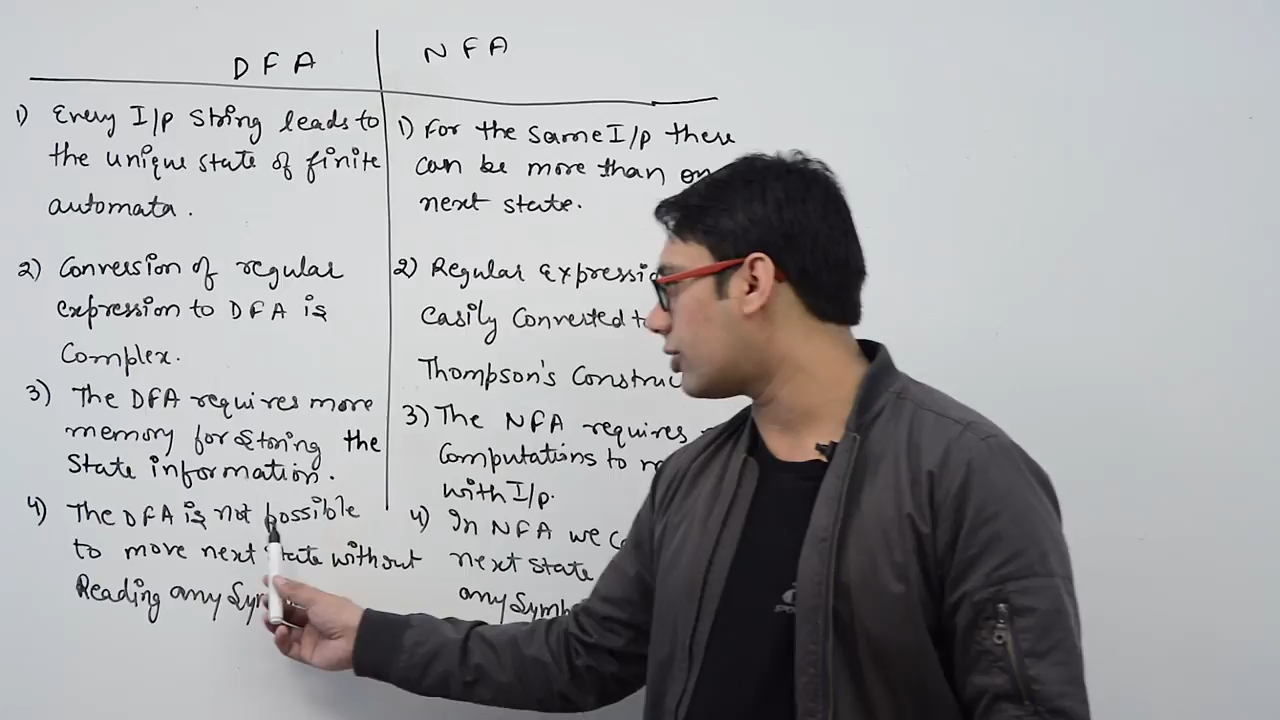 DFA
NFA
1) Every I/p string leads to
the unique state of finite
automata.
2) Conversion of regular
expression to DFA is
Complex.
3) The DFA requires more
memory for storing the
State information.
4) The DFA is not possible
to move next state without
Reading any
1) For the same I/p there
can be more than
next state.
2) Regular
easily Converted
Thompson's
3) The NFA requires
Computations to
with I/p.
4) In NFA we
next state
any